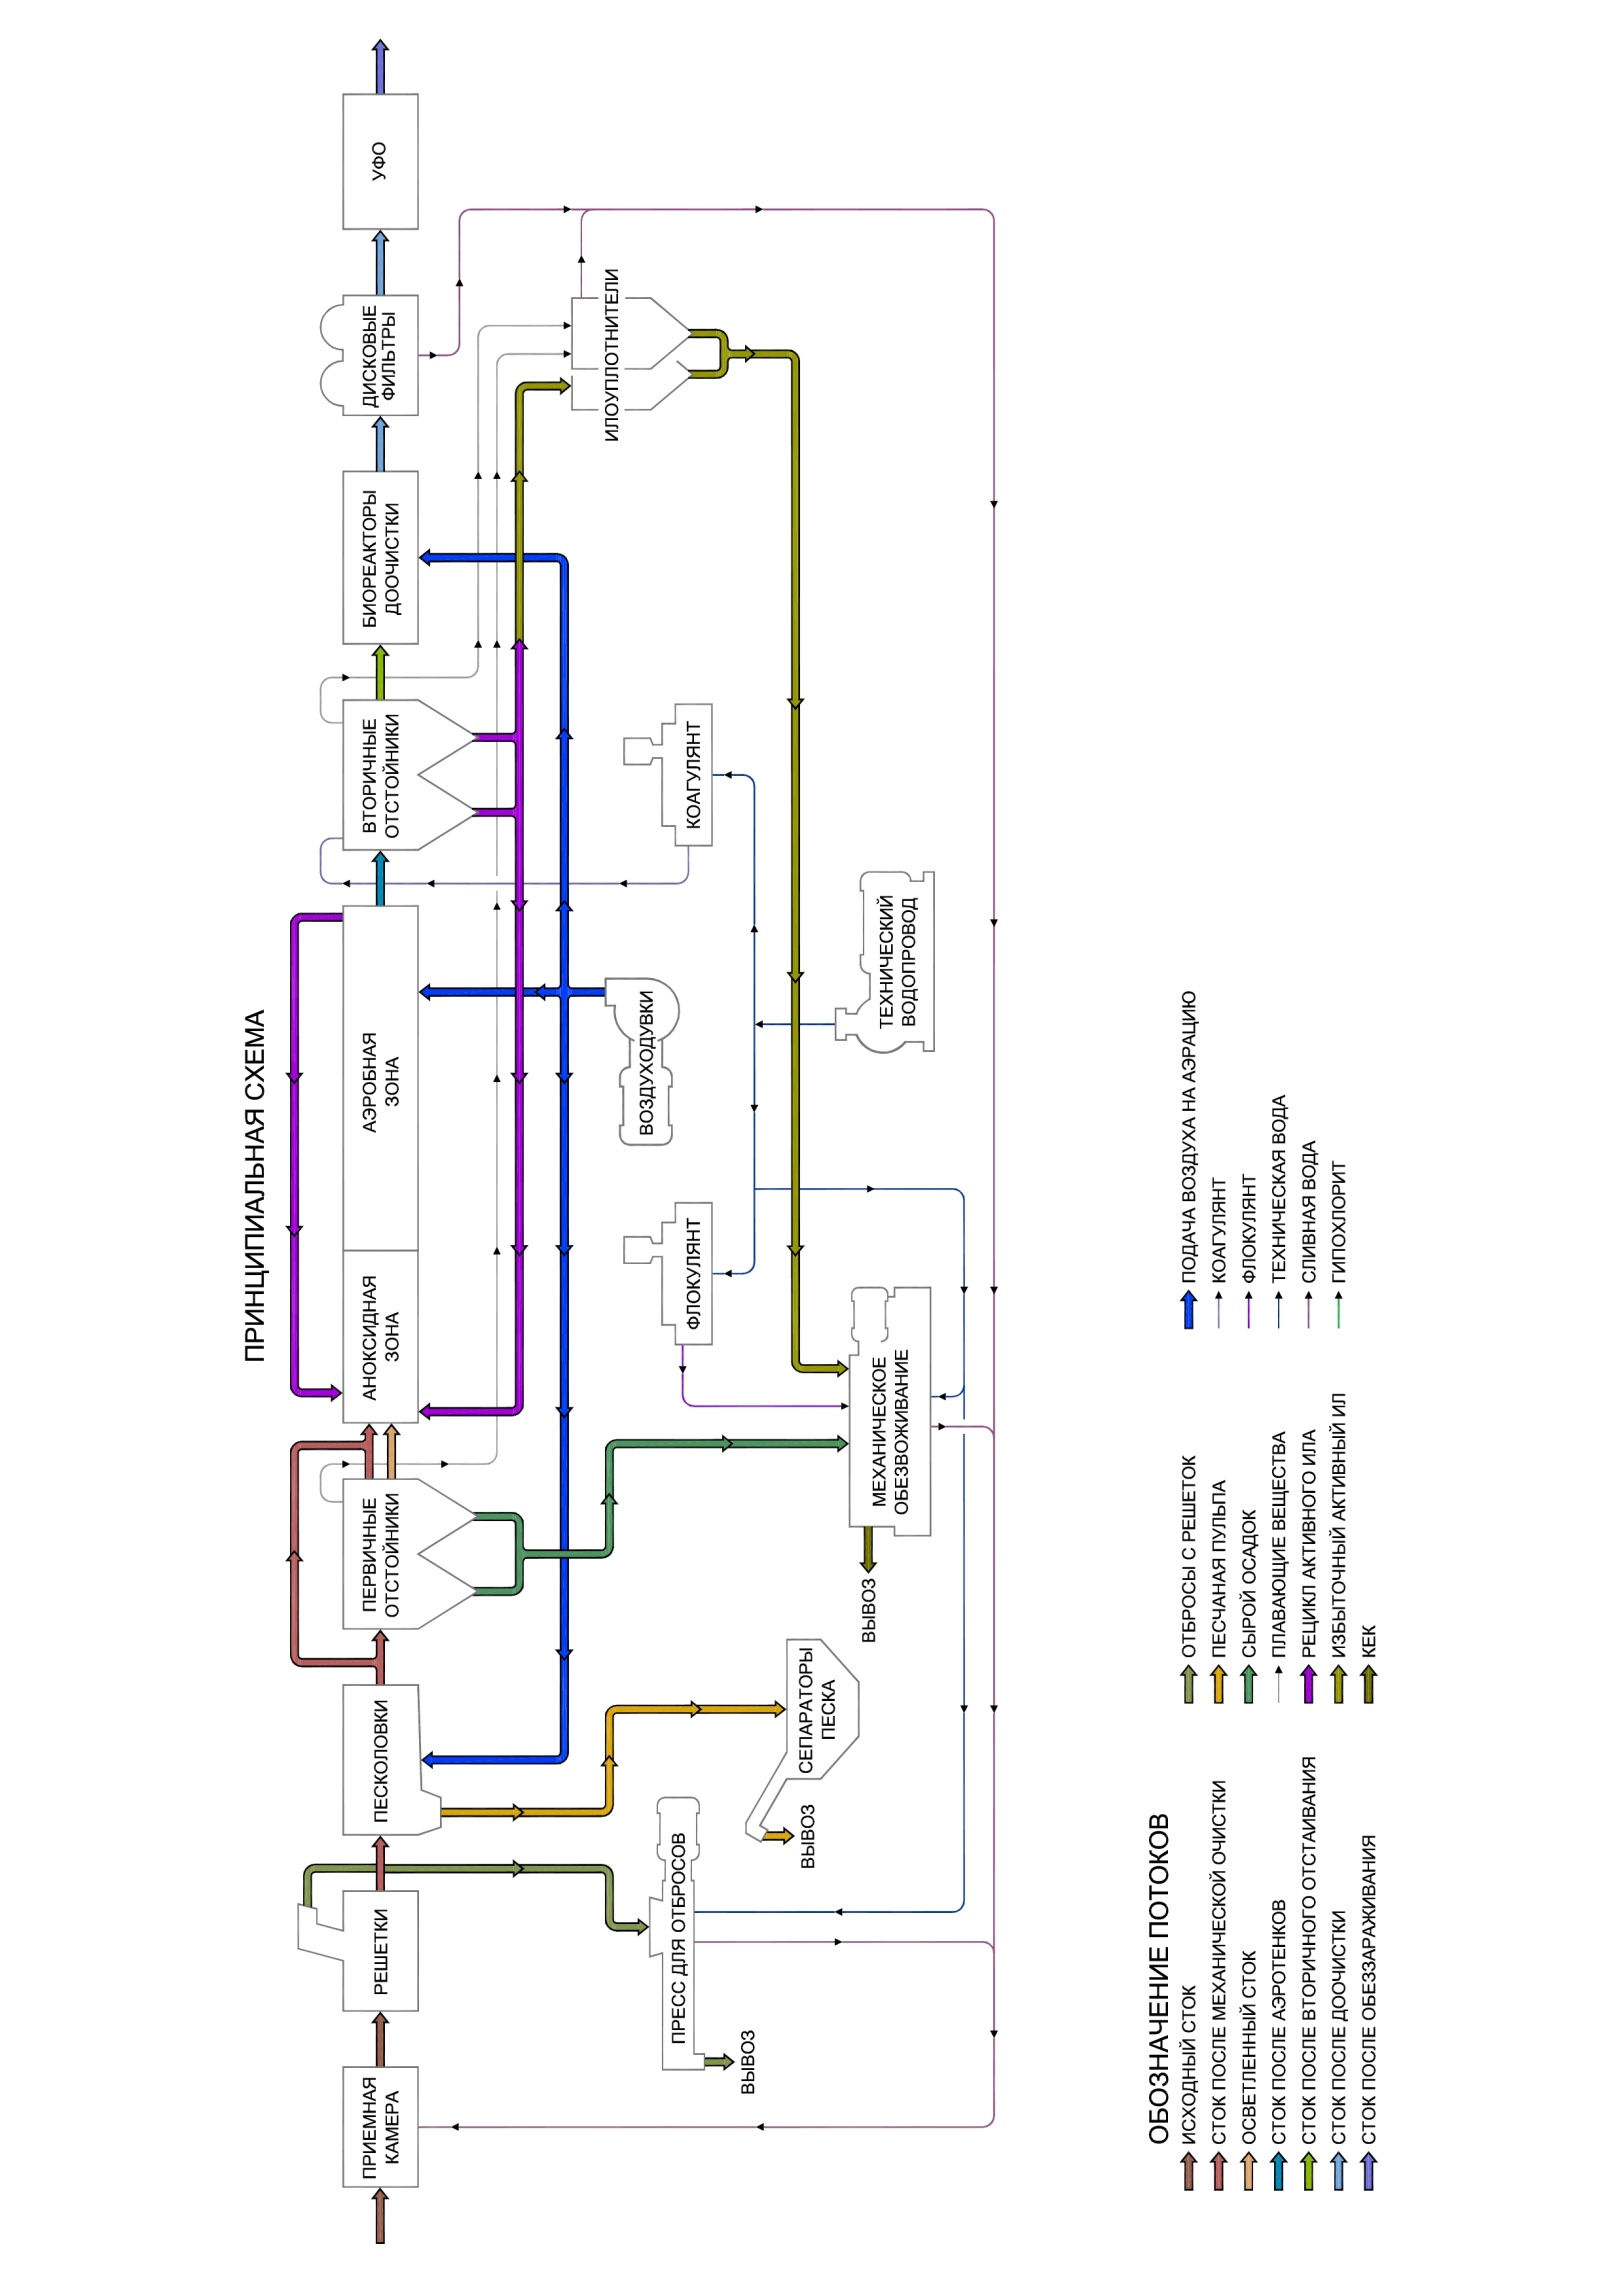 ПРИНЦИПИАЛЬНАЯ СХЕМА
ПРИЕМНАЯ
КАМЕРА
РЕШЕТКИ
ПЕСКОЛОВКИ
ПЕРВИЧНЫЕ
ОТСТОЙНИКИ
АНОКСИДНАЯ
ЗОНА
АЭРОБНАЯ
ЗОНА
ВТОРИЧНЫЕ
ОТСТОЙНИКИ
БИОРЕАКТОРЫ
ДООЧИСТКИ
ДИСКОВЫЕ
ФИЛЬТРЫ
УФО
ИЛОУПЛОТНИТЕЛИ
ВОЗДУХОДУВКИ
ПРЕСС ДЛЯ ОТБРОСОВ
ВЫВОЗ
ФЛОКУЛЯНТ
КОАГУЛЯНТ
СЕПАРАТОРЫ
ПЕСКА
ВЫВОЗ
МЕХАНИЧЕСКОЕ
ОБЕЗВОЖИВАНИЕ
ВЫВОЗ
ТЕХНИЧЕСКИЙ
ВОДОПРОВОД
ОБОЗНАЧЕНИЕ ПОТОКОВ
ИСХОДНЫЙ СТОК
СТОК ПОСЛЕ МЕХАНИЧЕСКОЙ ОЧИСТКИ
ОСВЕТЛЕННЫЙ СТОК
СТОК ПОСЛЕ АЭРОТЕНКОВ
СТОК ПОСЛЕ ВТОРИЧНОГО ОТСТАИВАНИЯ
СТОК ПОСЛЕ ДООЧИСТКИ
СТОК ПОСЛЕ ОБЕЗЗАРАЖИВАНИЯ
ОТБРОСЫ С РЕШЕТОК
ПЕСЧАНАЯ ПУЛЬПА
СЫРОЙ ОСАДОК
ПЛАВАЮЩИЕ ВЕЩЕСТВА
РЕЦИКЛ АКТИВНОГО ИЛА
ИЗБЫТОЧНЫЙ АКТИВНЫЙ ИЛ
КЕК
ПОДАЧА ВОЗДУХА НА АЭРАЦИЮ
КОАГУЛЯНТ
ФЛОКУЛЯНТ
ТЕХНИЧЕСКАЯ ВОДА
СЛИВНАЯ ВОДА
ГИПОХЛОРИТ